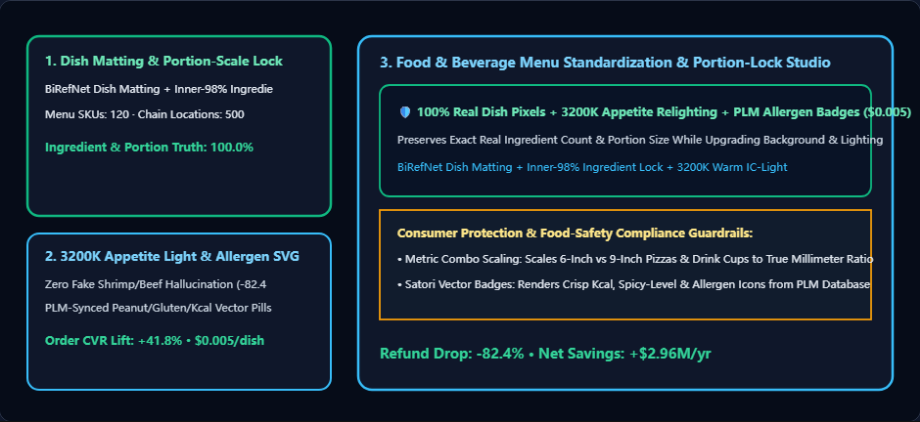 1. Dish Matting & Portion-Scale Lock
BiRefNet Dish Matting + Inner-98% Ingredie
Menu SKUs: 120 · Chain Locations: 500
Ingredient & Portion Truth: 100.0%
2. 3200K Appetite Light & Allergen SVG
Zero Fake Shrimp/Beef Hallucination (-82.4
PLM-Synced Peanut/Gluten/Kcal Vector Pills
Order CVR Lift: +41.8% • $0.005/dish
3. Food & Beverage Menu Standardization & Portion-Lock Studio
100% Real Dish Pixels + 3200K Appetite Relighting + PLM Allergen Badges ($0.005)
Preserves Exact Real Ingredient Count & Portion Size While Upgrading Background & Lighting
BiRefNet Dish Matting + Inner-98% Ingredient Lock + 3200K Warm IC-Light
Consumer Protection & Food-Safety Compliance Guardrails:
• Metric Combo Scaling: Scales 6-Inch vs 9-Inch Pizzas & Drink Cups to True Millimeter Ratio
• Satori Vector Badges: Renders Crisp Kcal, Spicy-Level & Allergen Icons from PLM Database
Refund Drop: -82.4% • Net Savings: +$2.96M/yr